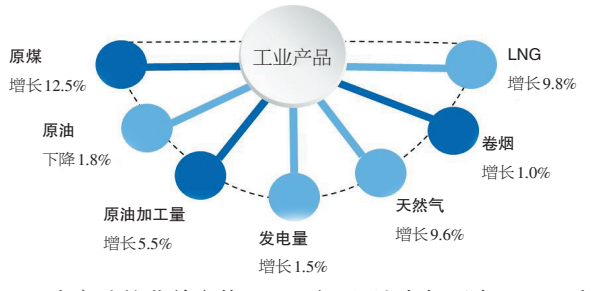 工业产品
原煤
增长12.5%
原油
下降1.8%
原油加工量
增长5.5%
发电量
增长1.5%
天然气
增长9.6%
卷烟
增长1.0%
LNG
增长9.8%